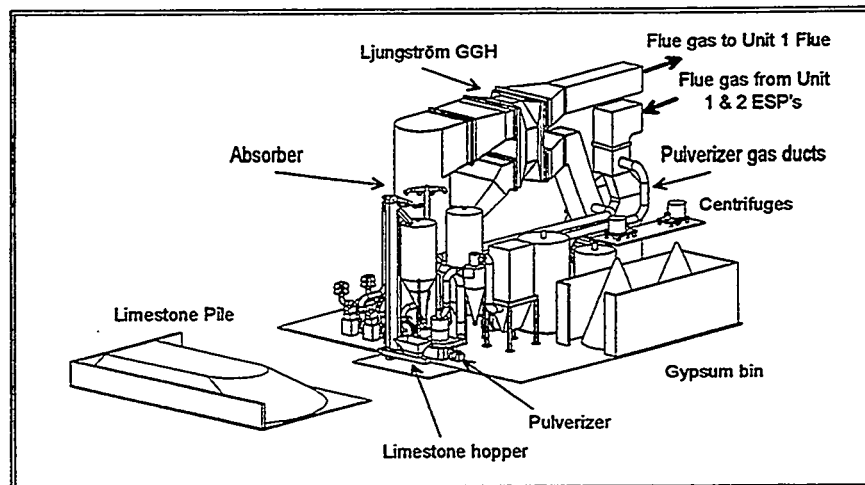 Flue gas to Unit 1 Flue
Ljungström GGH
Flue gas from Unit
1 & 2 ESP's
Absorber
Pulverizer gas ducts
Centrifuges
Limestone Pile
Gypsum bin
Pulverizer
Limestone hopper